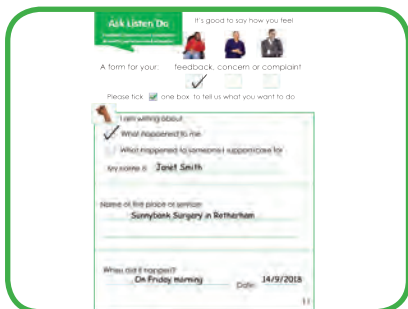 Ask Listen Do
It's good to say how you feel
A form for your: feedback, concern or complaint
Please tick one box to tell us what you want to do
I am writing about
What happened to me
What happened to someone I support/care for
My name is Janet Smith
Name of the place or service
Sunnybank Surgery in Rotherham
When did it happen?
On Friday morning Date: 14/9/2018
11